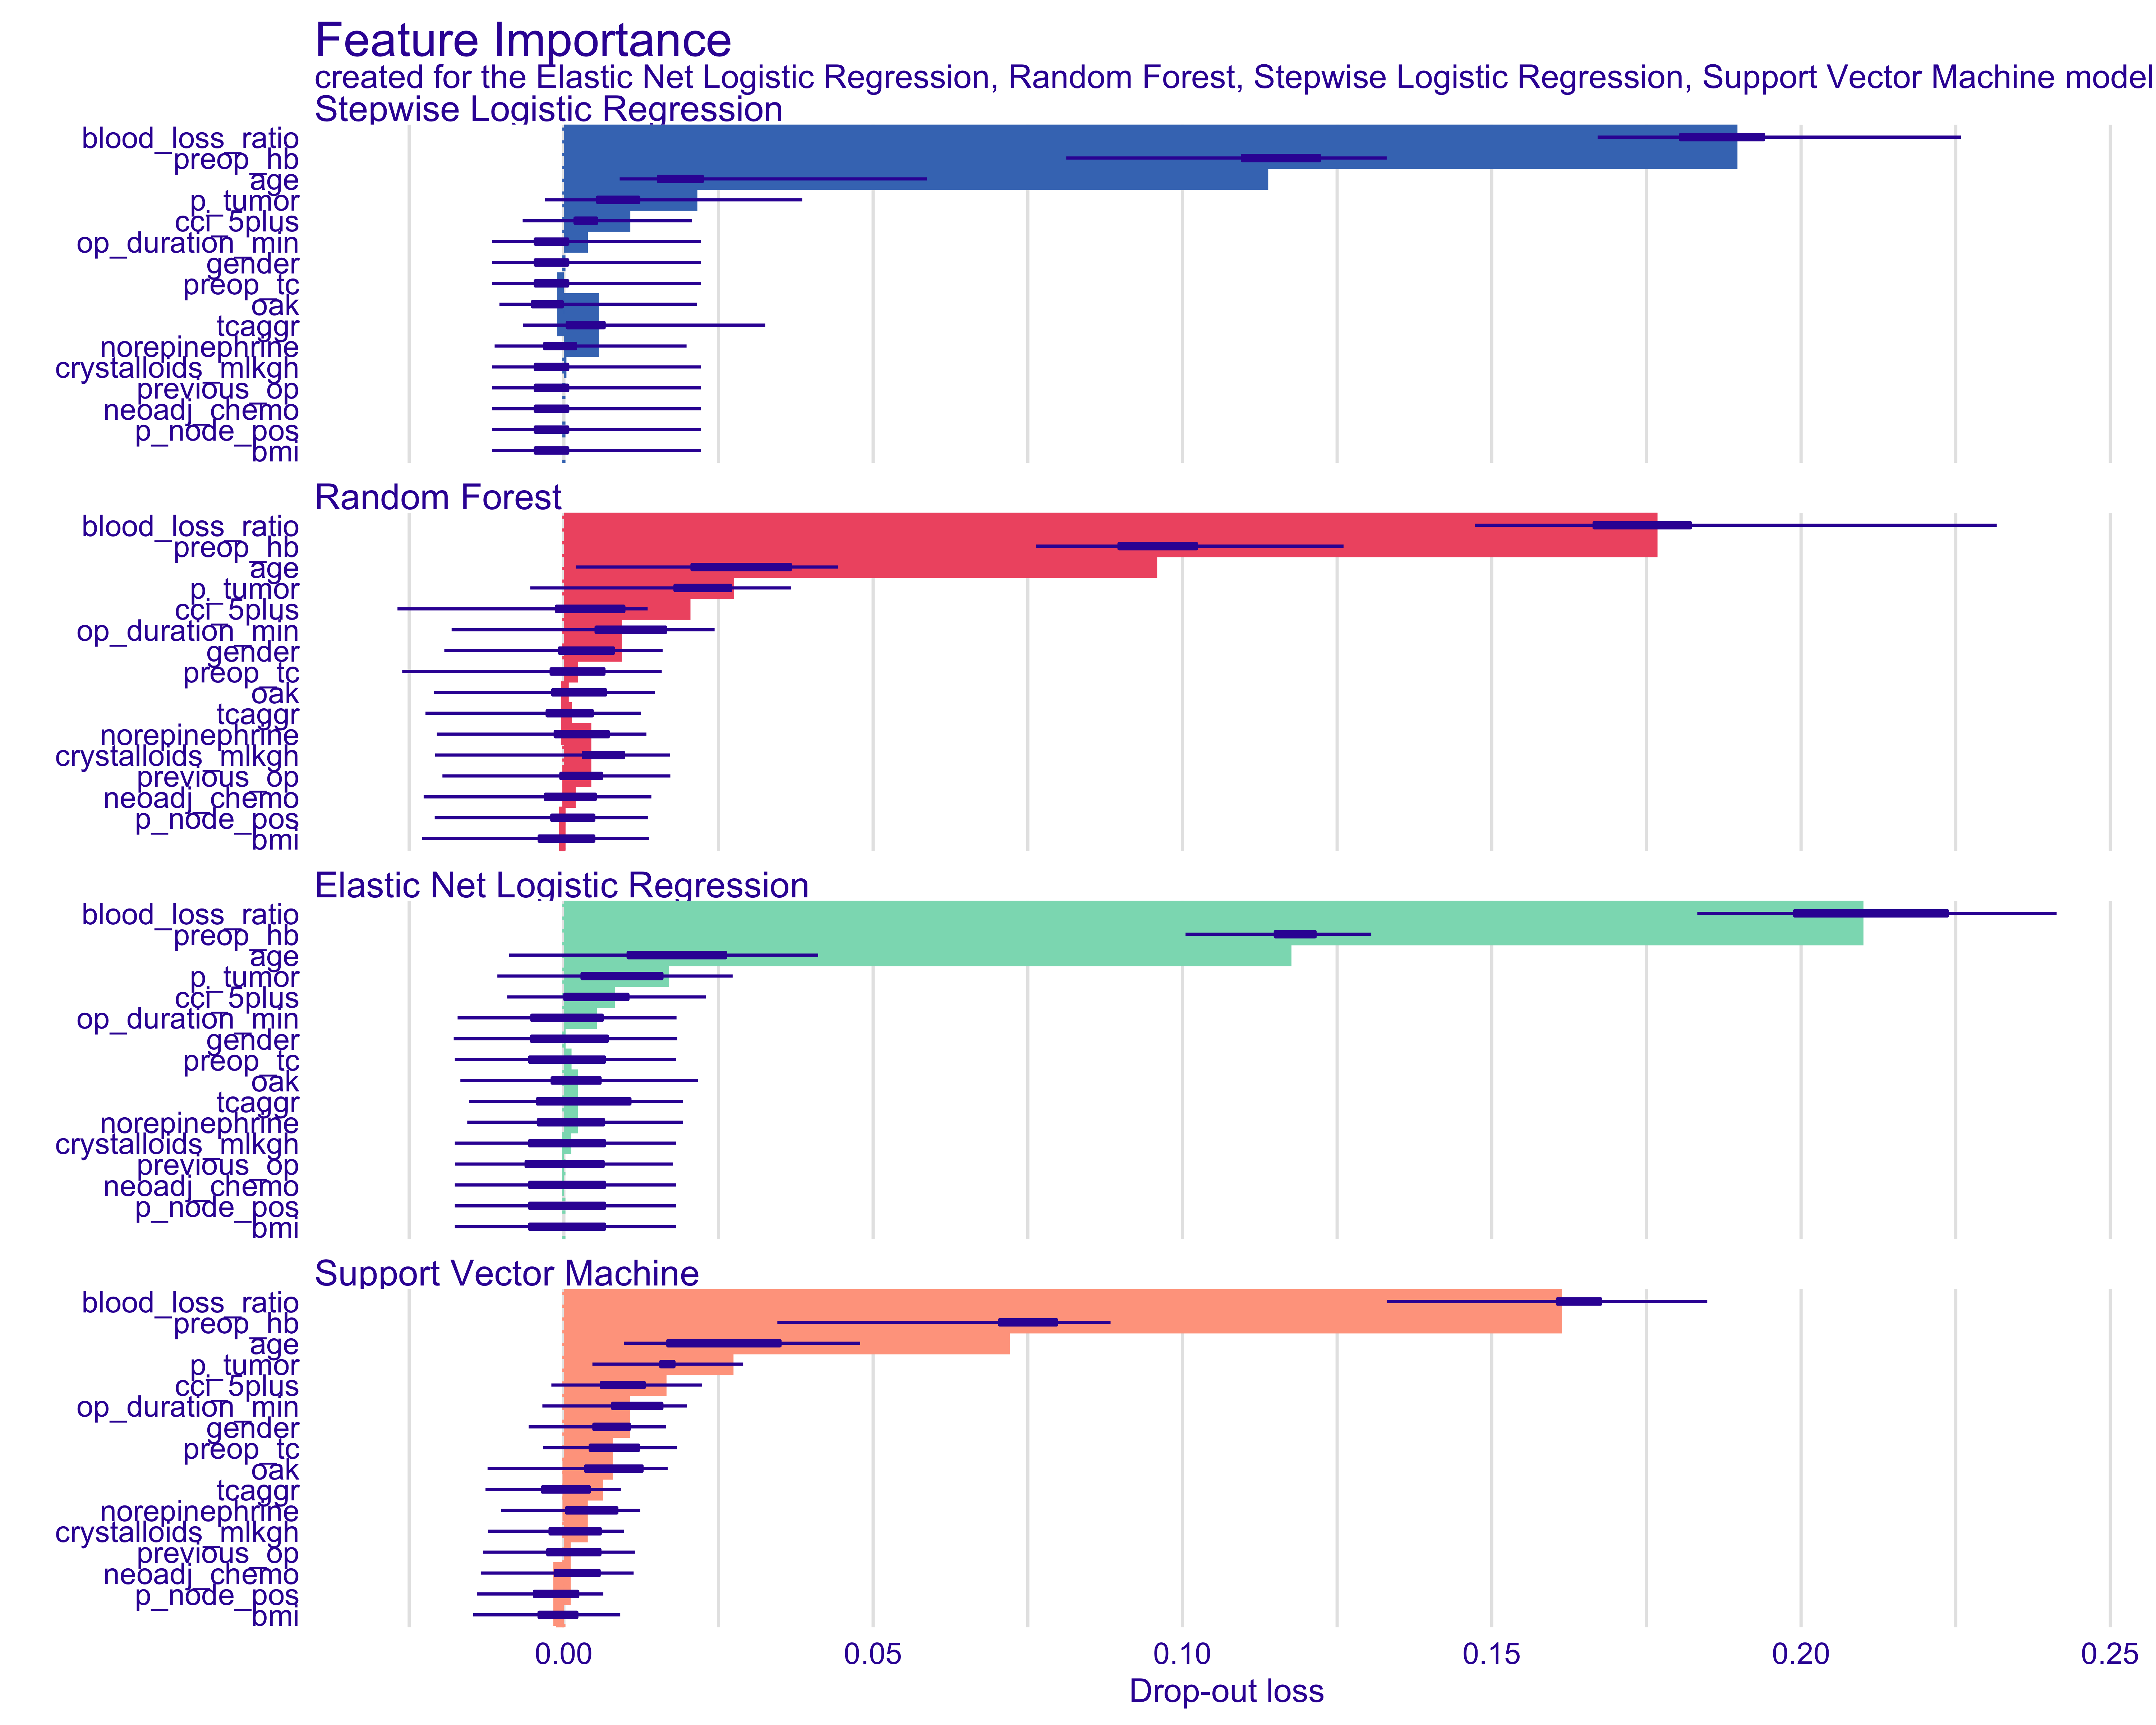 Feature Importance
created for the Elastic Net Logistic Regression, Random Forest, Stepwise Logistic Regression, Support Vector Machine model
Stepwise Logistic Regression
blood_loss_ratio
preop_hb
age
p_tumor
cci_5plus
op_duration_min
gender
preop_tc
oak
tcaggr
norepinephrine
crystalloids_mlkgh
previous_op
neoadj_chemo
p_node_pos
bmi
Random Forest
blood_loss_ratio
preop_hb
age
p_tumor
cci_5plus
op_duration_min
gender
preop_tc
oak
tcaggr
norepinephrine
crystalloids_mlkgh
previous_op
neoadj_chemo
p_node_pos
bmi
Elastic Net Logistic Regression
blood_loss_ratio
preop_hb
age
p_tumor
cci_5plus
op_duration_min
gender
preop_tc
oak
tcaggr
norepinephrine
crystalloids_mlkgh
previous_op
neoadj_chemo
p_node_pos
bmi
Support Vector Machine
blood_loss_ratio
preop_hb
age
p_tumor
cci_5plus
op_duration_min
gender
preop_tc
oak
tcaggr
norepinephrine
crystalloids_mlkgh
previous_op
neoadj_chemo
p_node_pos
bmi
0.00 0.05 0.10 0.15 0.20 0.25
Drop-out loss